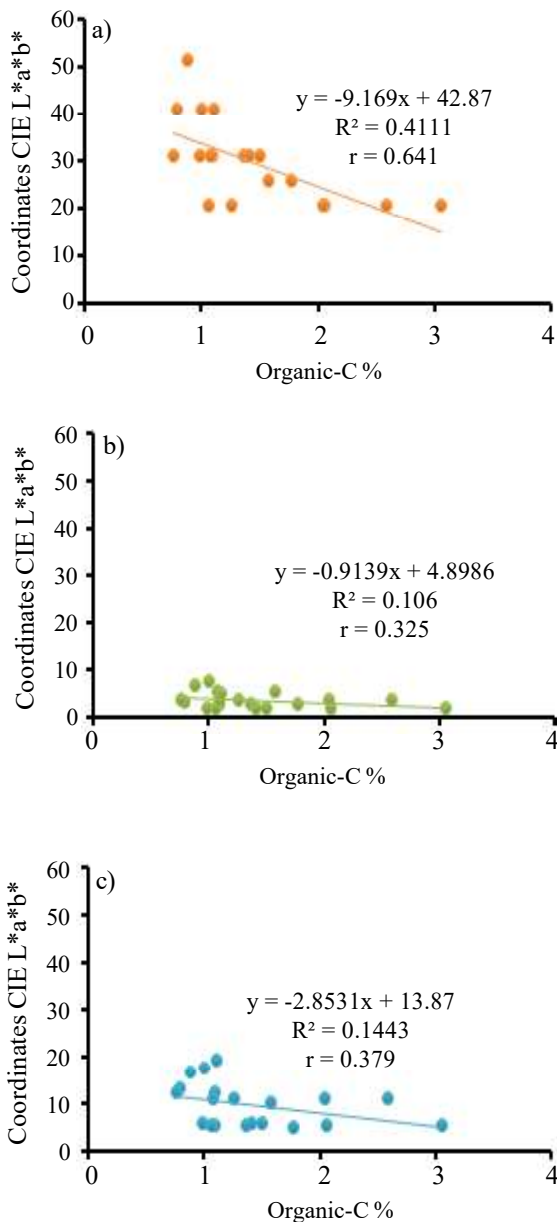 a)
60
50
40
30
20
10
0
Coordinates CIE L*a*b*
y = -9.169x + 42.87
R² = 0.4111
r = 0.641
0 1 2 3 4
Organic-C %
b)
60
50
40
30
20
10
0
Coordinates CIE L*a*b*
y = -0.9139x + 4.8986
R² = 0.106
r = 0.325
0 1 2 3 4
Organic-C %
c)
60
50
40
30
20
10
0
Coordinates CIE L*a*b*
y = -2.8531x + 13.87
R² = 0.1443
r = 0.379
0 1 2 3 4
Organic-C %